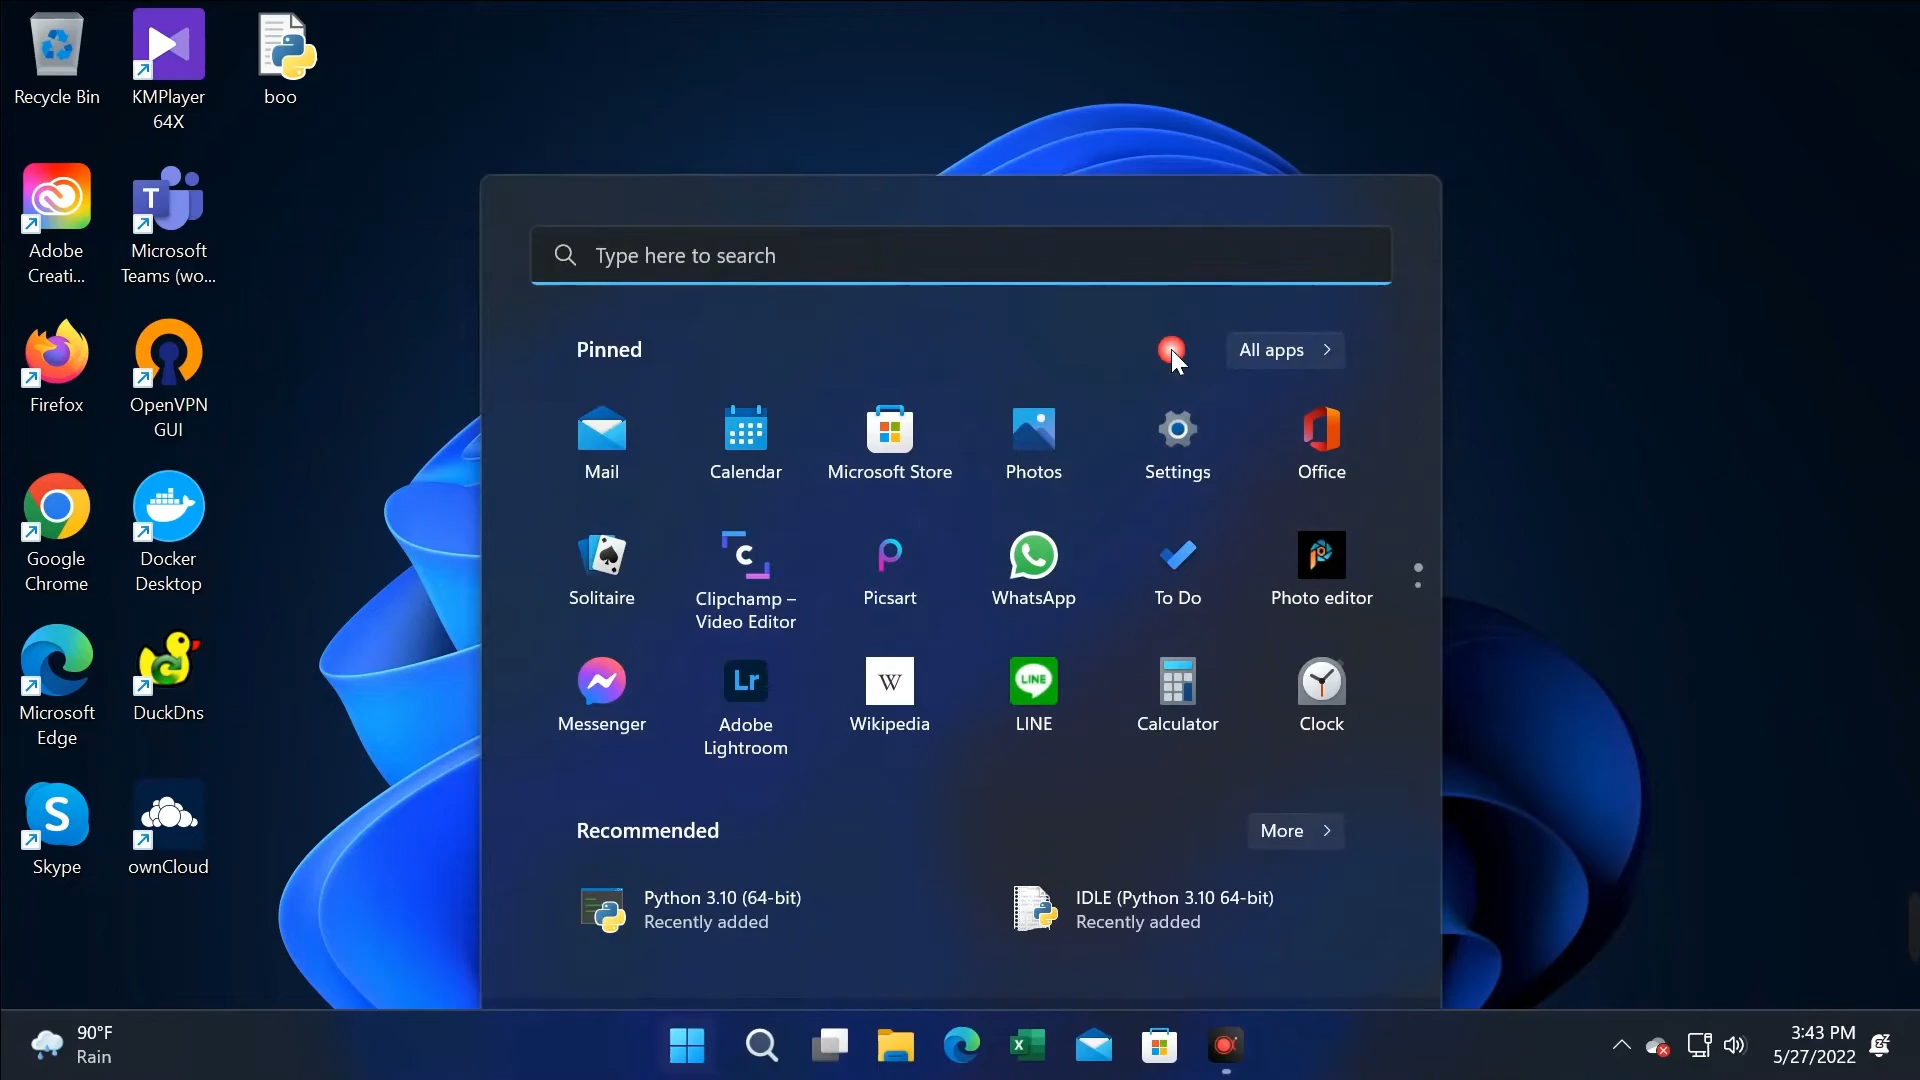 Recycle Bin
KMPlayer
64X
boo
Adobe
Creati...
Microsoft
Teams (wo...
Firefox
OpenVPN
GUI
Google
Chrome
Docker
Desktop
Microsoft
Edge
DuckDns
Skype
ownCloud
Type here to search
Pinned
All apps
Mail
Calendar
Microsoft Store
Photos
Settings
Office
Solitaire
Clipchamp –
Video Editor
Picsart
WhatsApp
To Do
Photo editor
Lr
W
LINE
Messenger
Adobe
Lightroom
Wikipedia
LINE
Calculator
Clock
Recommended
More
Python 3.10 (64-bit)
Recently added
IDLE (Python 3.10 64-bit)
Recently added
90°F
Rain
3:43 PM
5/27/2022